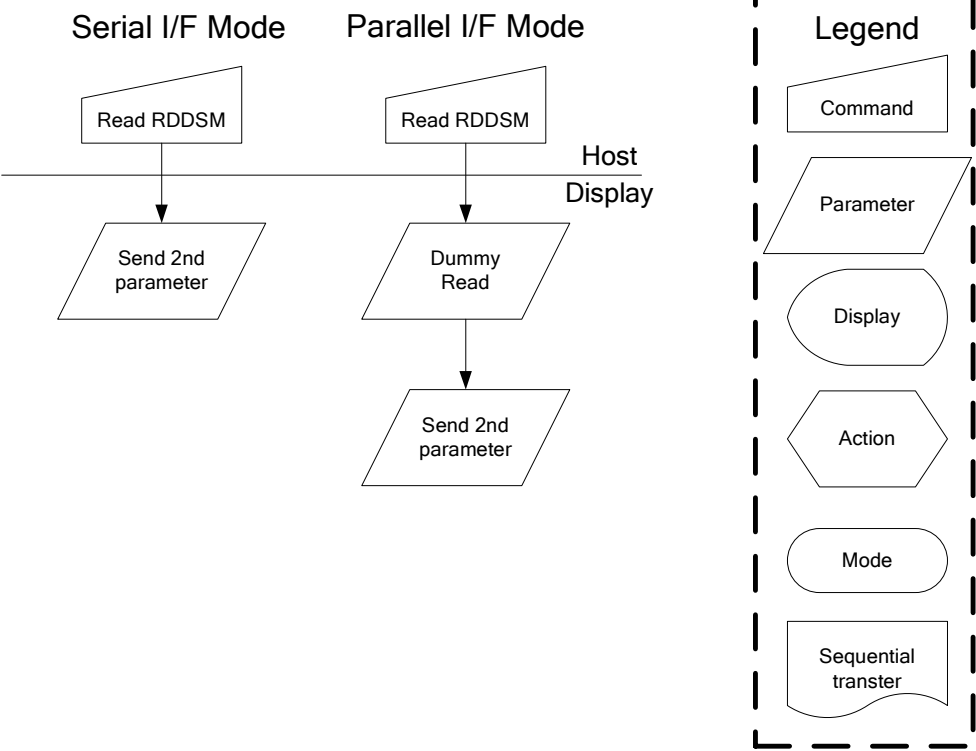 Serial I/F Mode
Parallel I/F Mode
Read RDDSM
Read RDDSM
Host
Display
Send 2nd
parameter
Dummy
Read
Send 2nd
parameter
Legend
Command
Parameter
Display
Action
Mode
Sequential
transter